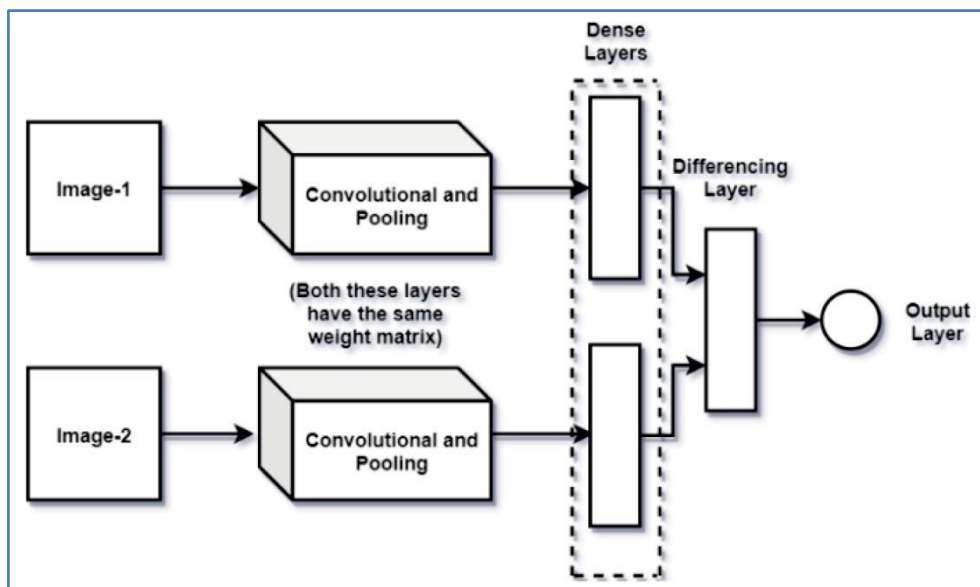 Dense
Layers
Image-1
Convolutional and
Pooling
Differencing
Layer
(Both these layers
have the same
weight matrix)
Output
Layer
Image-2
Convolutional and
Pooling